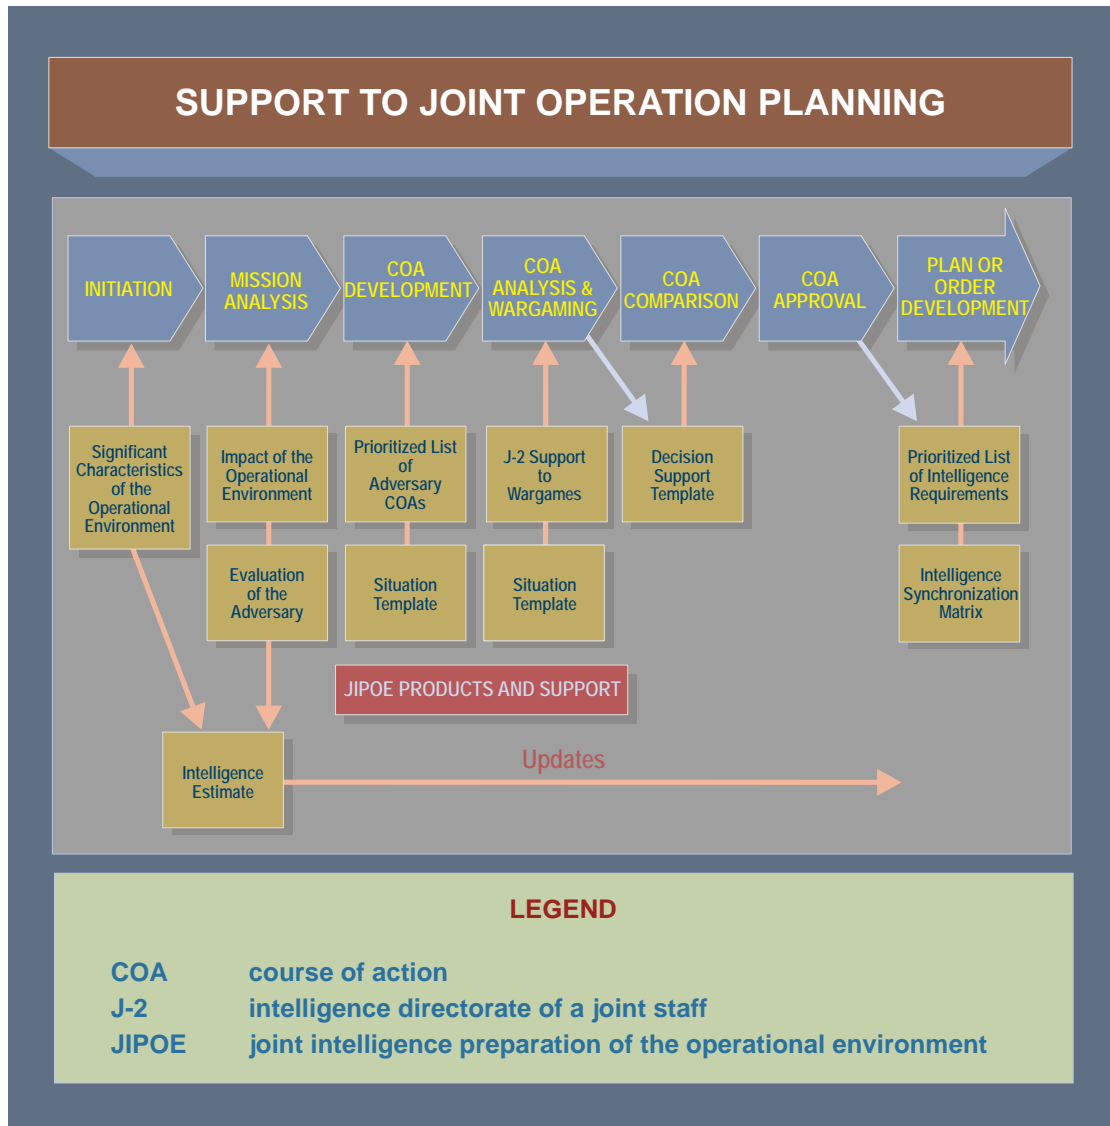 SUPPORT TO JOINT OPERATION PLANNING
INITIATION
MISSION
ANALYSIS
COA
DEVELOPMENT
COA
ANALYSIS &
WARGAMING
COA
COMPARISON
COA
APPROVAL
PLAN OR
ORDER
DEVELOPMENT
Significant
Characteristics
of the
Operational
Environment
Impact of the
Operational
Environment
Prioritized List
of
Adversary
COAs
J-2 Support
to
Wargames
Decision
Support
Template
Prioritized List
of Intelligence
Requirements
Evaluation
of the
Adversary
Situation
Template
Situation
Template
Intelligence
Synchronization
Matrix
JIPOE PRODUCTS AND SUPPORT
Intelligence
Estimate
Updates
LEGEND
COA course of action
J-2 intelligence directorate of a joint staff
JIPOE joint intelligence preparation of the operational environment